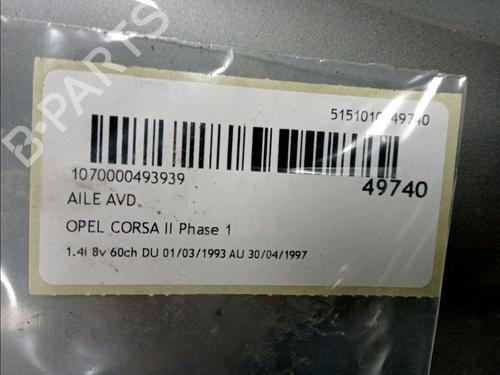 B-PARTS
5151010 49740
1070000493939
49740
AILE AVD
OPEL CORSA II Phase 1
1.4i 8v 60ch DU 01/03/1993 AU 30/04/1997